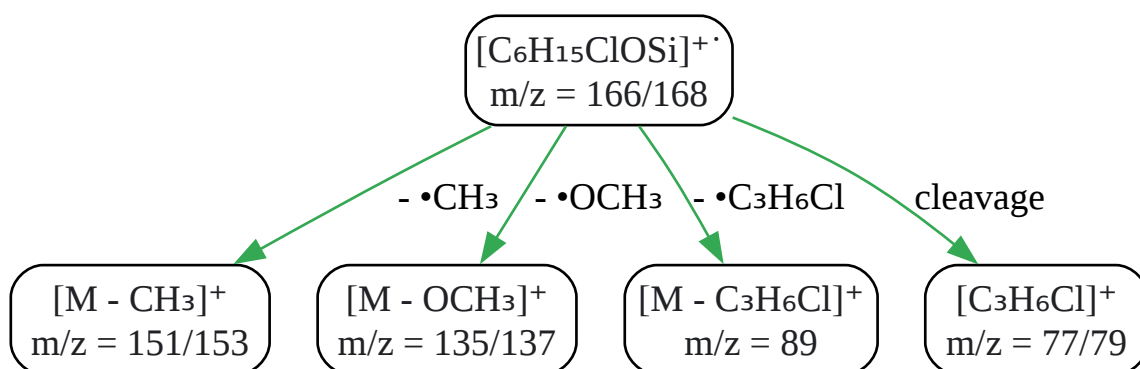 [C₆H₁₅ClOSi]⁺˙
m/z = 166/168
- •CH₃
- •OCH₃
- •C₃H₆Cl
cleavage
[M - CH₃]⁺
m/z = 151/153
[M - OCH₃]⁺
m/z = 135/137
[M - C₃H₆Cl]⁺
m/z = 89
[C₃H₆Cl]⁺
m/z = 77/79